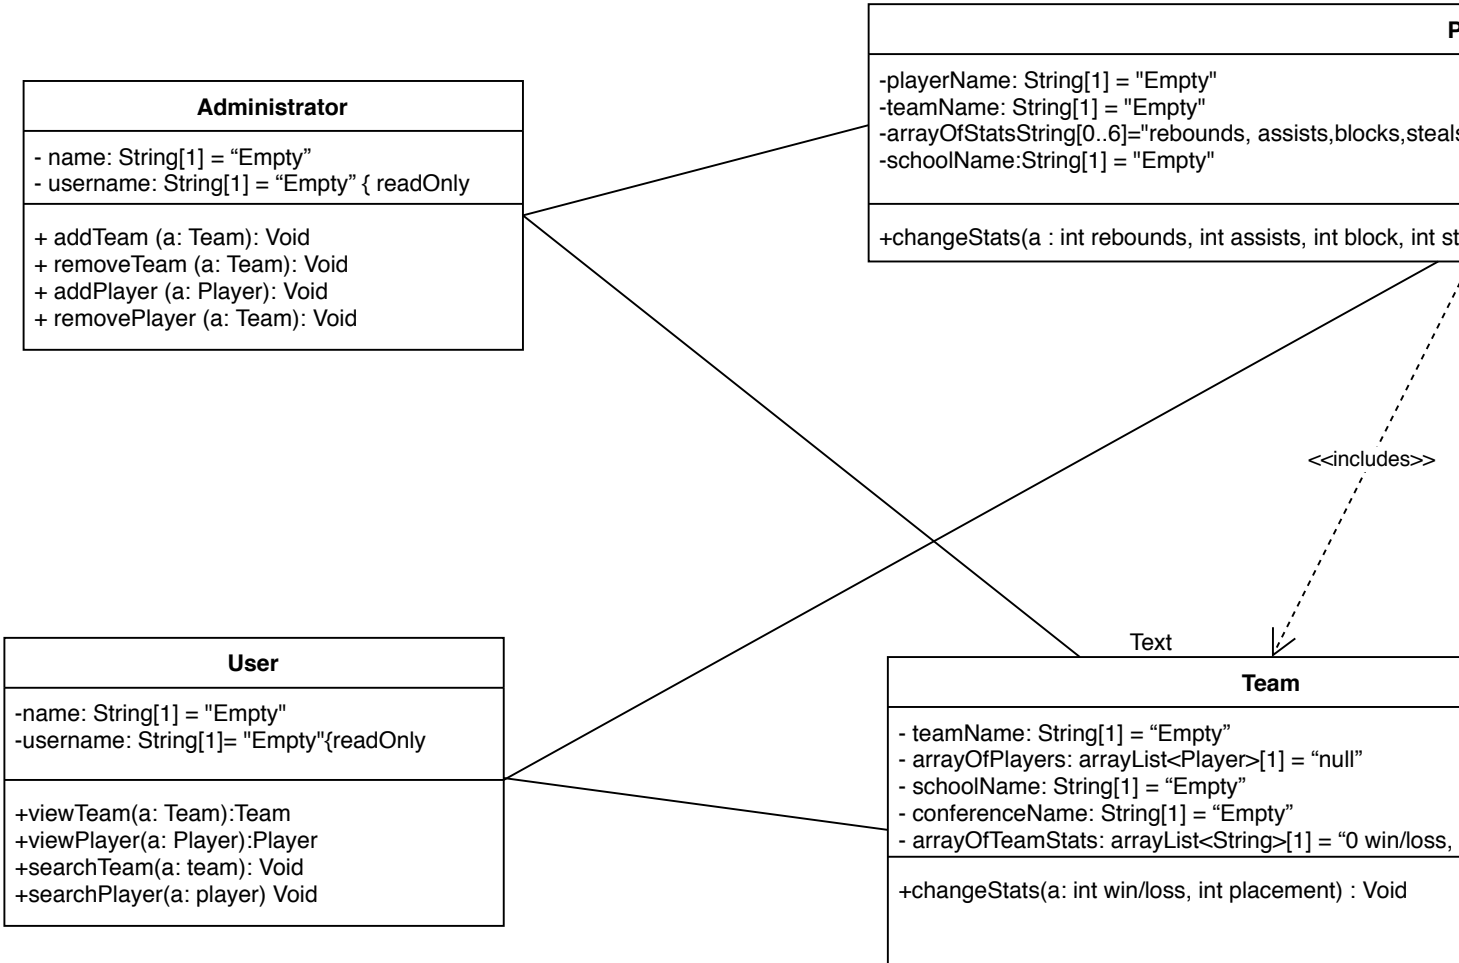 Administrator
- name: String[1] = “Empty”
- username: String[1] = “Empty” { readOnly
+ addTeam (a: Team): Void
+ removeTeam (a: Team): Void
+ addPlayer (a: Player): Void
+ removePlayer (a: Team): Void
P
-playerName: String[1] = "Empty"
-teamName: String[1] = "Empty"
-arrayOfStatsString[0..6]="rebounds, assists,blocks,steals
-schoolName:String[1] = "Empty"
+changeStats(a : int rebounds, int assists, int block, int st
<<includes>>
User
-name: String[1] = "Empty"
-username: String[1]= "Empty"{readOnly
+viewTeam(a: Team):Team
+viewPlayer(a: Player):Player
+searchTeam(a: team): Void
+searchPlayer(a: player) Void
Text
Team
- teamName: String[1] = “Empty”
- arrayOfPlayers: arrayList<Player>[1] = “null”
- schoolName: String[1] = “Empty”
- conferenceName: String[1] = “Empty”
- arrayOfTeamStats: arrayList<String>[1] = “0 win/loss,
+changeStats(a: int win/loss, int placement) : Void